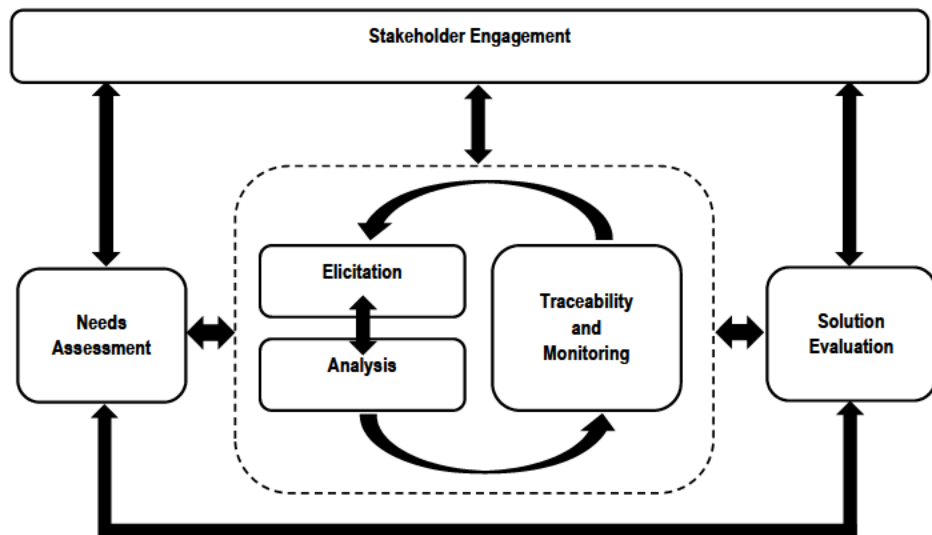 Stakeholder Engagement
Needs
Assessment
Elicitation
Analysis
Traceability
and
Monitoring
Solution
Evaluation